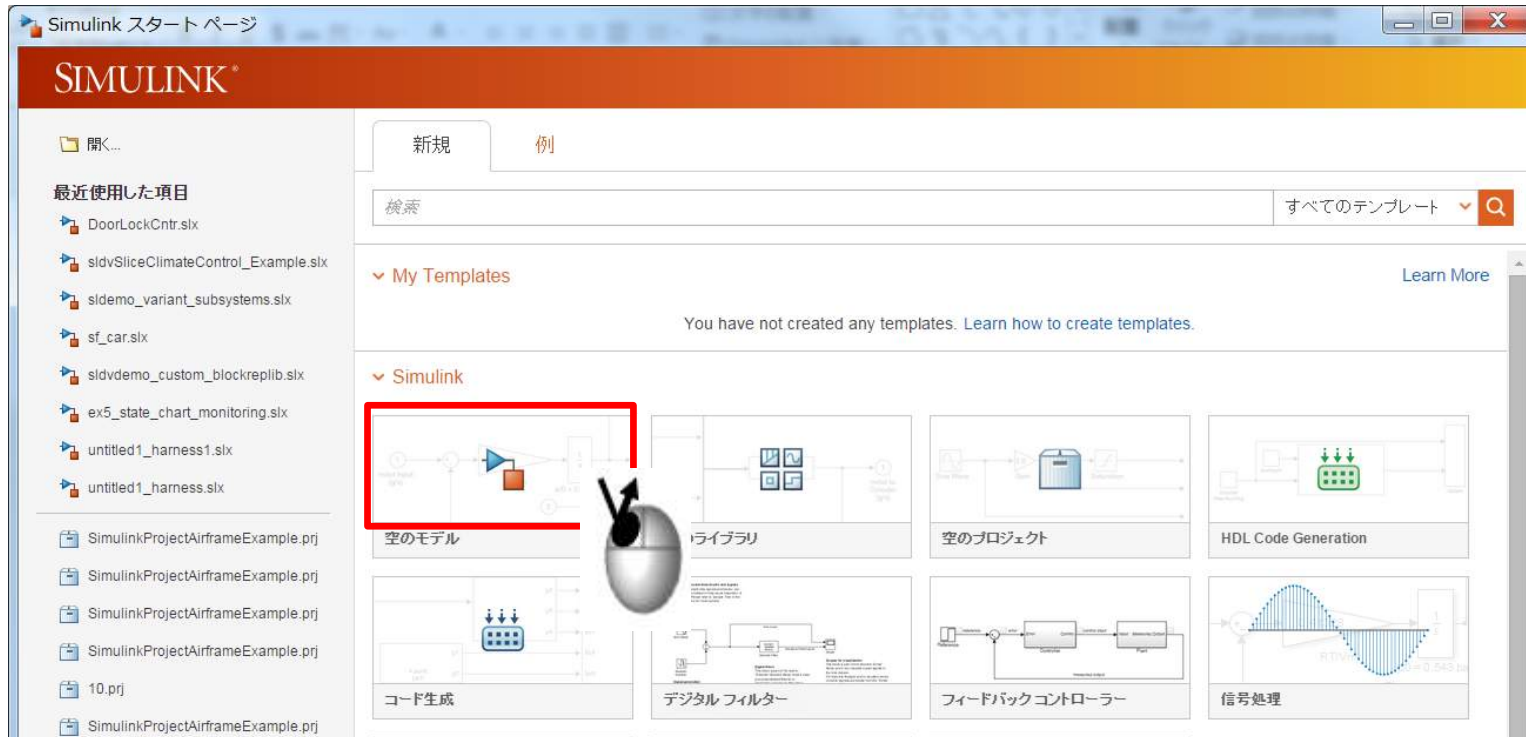 Simulink スタート ページ
SIMULINK®
開く...
最近使用した項目
DoorLockCntr.slx
sldvSliceClimateControl_Example.slx
sldemo_variant_subsystems.slx
sf_car.slx
sldvdemo_custom_blockreplib.slx
ex5_state_chart_monitoring.slx
untitled1_harness1.slx
untitled1_harness.slx
SimulinkProjectAirframeExample.prj
SimulinkProjectAirframeExample.prj
SimulinkProjectAirframeExample.prj
SimulinkProjectAirframeExample.prj
10.prj
SimulinkProjectAirframeExample.prj
新規 例
検索 すべてのテンプレート
My Templates Learn More
You have not created any templates. Learn how to create templates.
Simulink
空のモデル ライブラリ 空のプロジェクト HDL Code Generation
コード生成 デジタル フィルター フィードバック コントローラー 信号処理